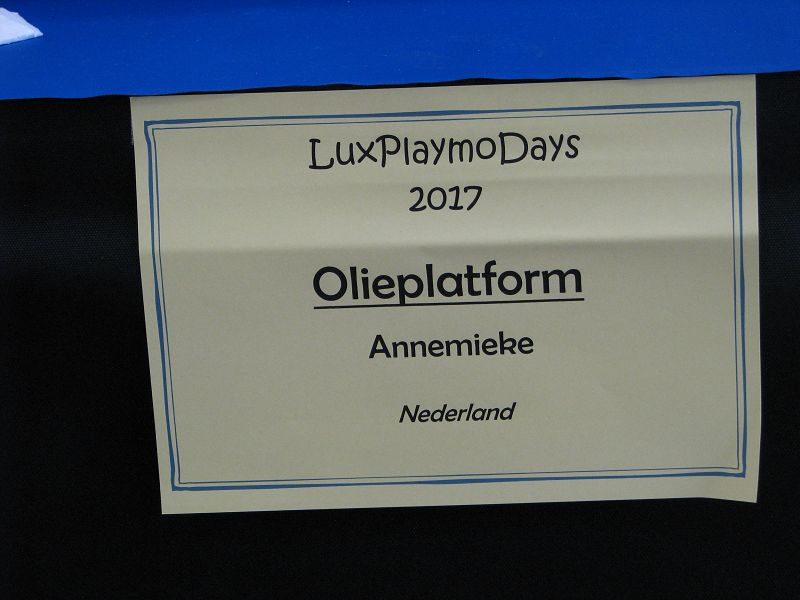 LuxPlaymoDays
2017
Olieplatform
Annemieke
Nederland